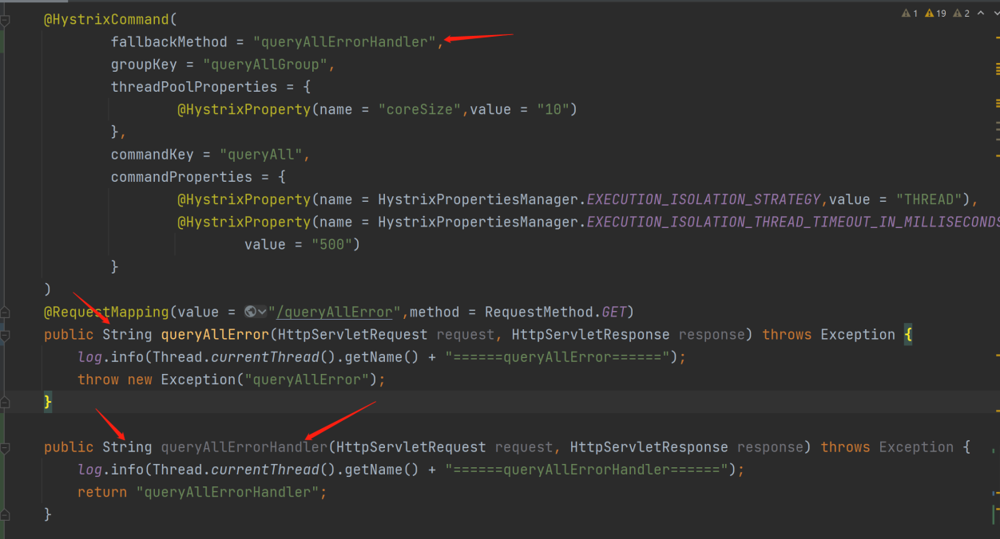 @HystrixCommand(
1 19 2
fallbackMethod = "queryAllErrorHandler",
groupKey = "queryAllGroup",
threadPoolProperties = {
@HystrixProperty(name = "coreSize",value = "10")
},
commandKey = "queryAll",
commandProperties = {
@HystrixProperty(name = HystrixPropertiesManager.EXECUTION_ISOLATION_STRATEGY,value = "THREAD"),
@HystrixProperty(name = HystrixPropertiesManager.EXECUTION_ISOLATION_THREAD_TIMEOUT_IN_MILLISECONDS
value = "500")
}
)
@RequestMapping(value = "/queryAllError",method = RequestMethod.GET)
public String queryAllError(HttpServletRequest request, HttpServletResponse response) throws Exception {
log.info(Thread.currentThread().getName() + "======queryAllError======");
throw new Exception("queryAllError");
}
public String queryAllErrorHandler(HttpServletRequest request, HttpServletResponse response) throws Exception {
log.info(Thread.currentThread().getName() + "======queryAllErrorHandler======");
return "queryAllErrorHandler";
}